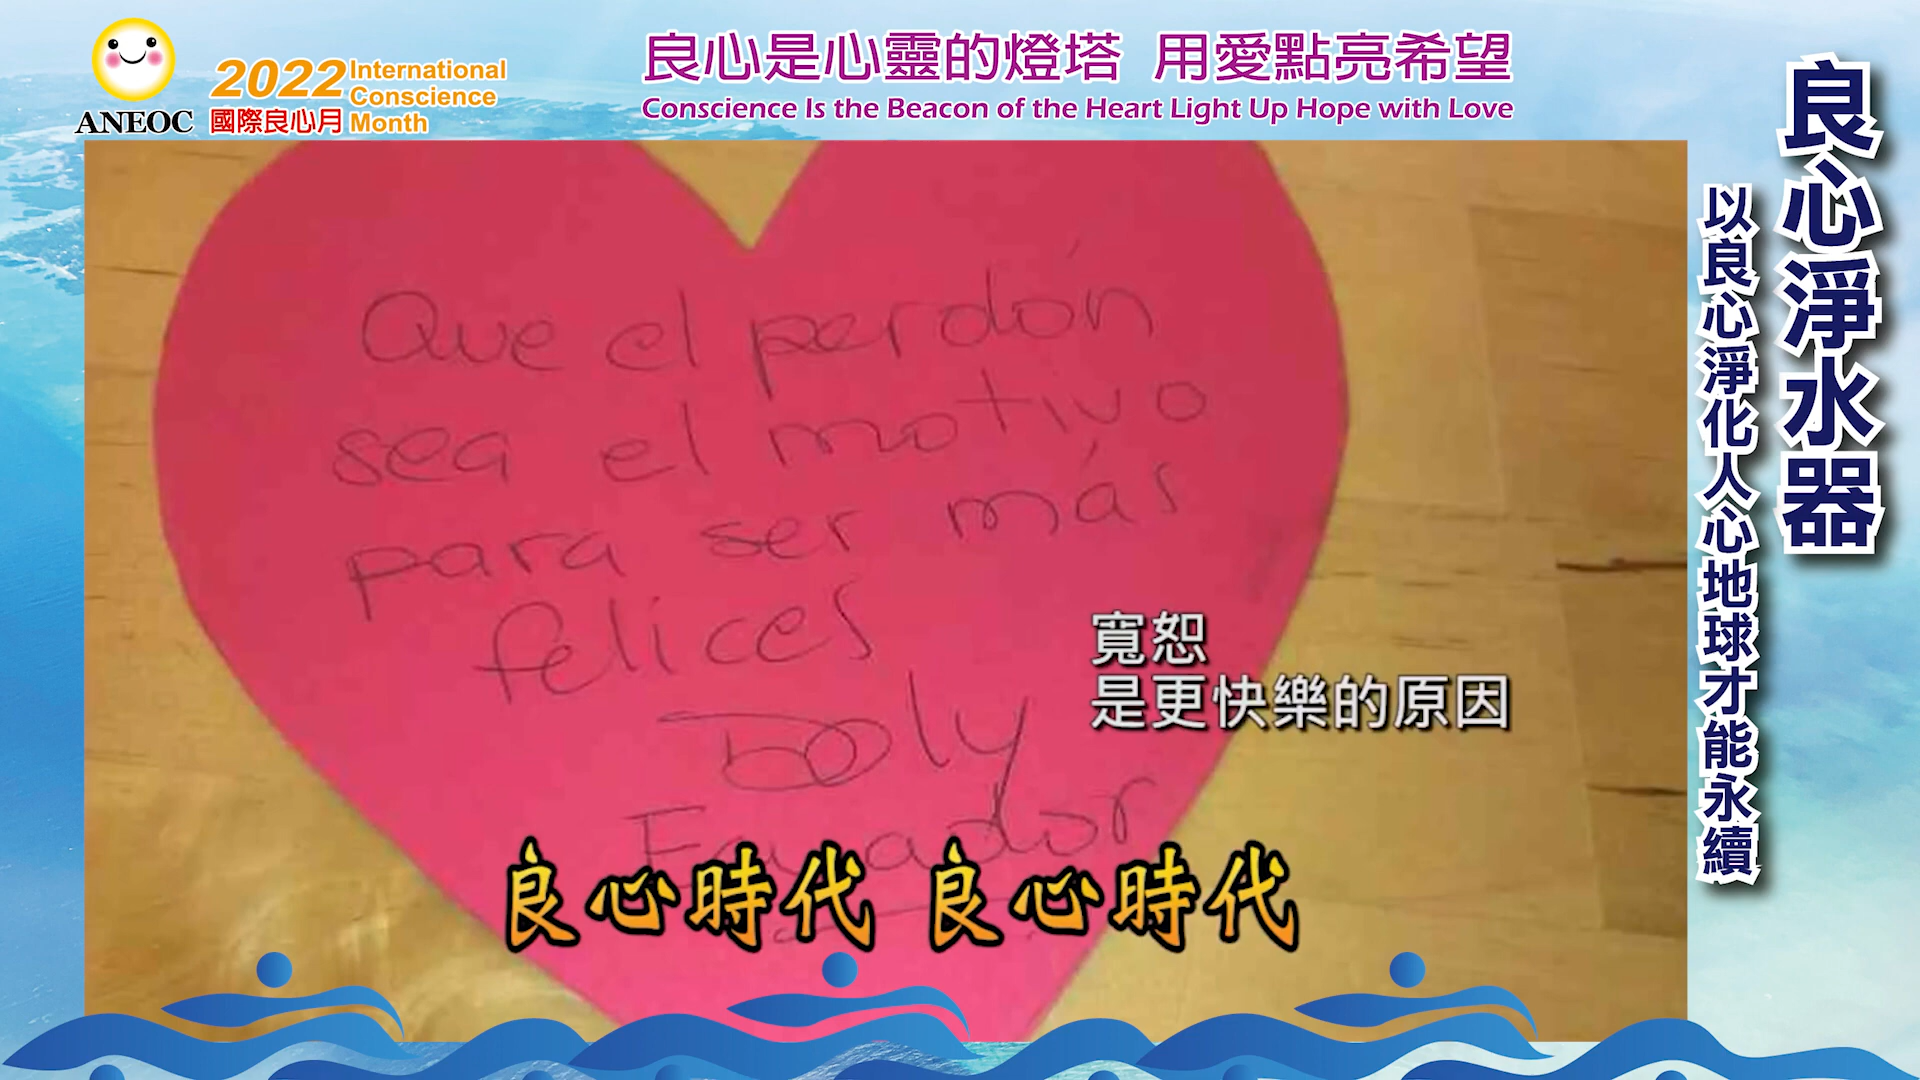 ANEOC
2022 International
Conscience
國際良心月 Month
良心是心靈的燈塔 用愛點亮希望
Conscience Is the Beacon of the Heart Light Up Hope with Love
良心淨水器
以良心淨化人心地球才能永續
Que el perdón
sea el motivo
para ser más
felices
寬恕
是更快樂的原因
Doly
良心時代 良心時代